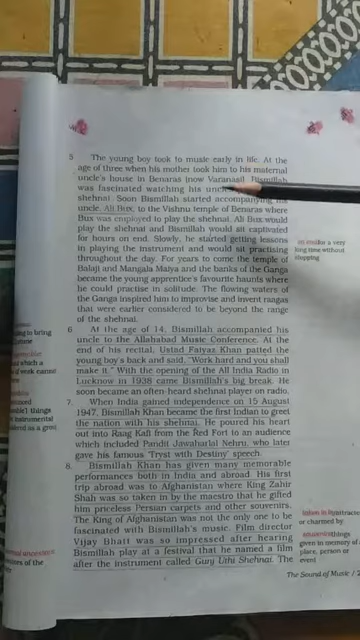 5 The young boy took to music early in life. At the
age of three when his mother took him to his maternal
uncle's house in Benaras (now Varanasi), Bismillah
was fascinated watching his uncles
shehnai. Soon Bismillah started accompanying
uncle, Ali Bux, to the Vishnu temple of Benaras where
Bux was employed to play the shehnai. Ali Bux would
play the shehnai and Bismillah would sit captivated
for hours on end. Slowly, he started getting lessons
in playing the instrument and would sit practising
throughout the day. For years to come the temple of
Balaji and Mangala Maiya and the banks of the Ganga
became the young apprentice's favourite haunts where
he could practise in solitude. The flowing waters of
the Ganga inspired him to improvise and invent raagas
that were earlier considered to be beyond the range
of the shehnai.
6 At the age of 14, Bismillah accompanied his
uncle to the Allahabad Music Conference. At the
end of his recital, Ustad Faiyaz Khan patted the
young boy's back and said, "Work hard and you shall
make it." With the opening of the All India Radio in
Lucknow in 1938 came Bismillah's big break. He
soon became an often-heard shehnai player on radio.
7. When India gained independence on 15 August
1947, Bismillah Khan became the first Indian to greet
the nation with his shehnai. He poured his heart
out into Raag Kafi from the Red Fort to an audience
which included Pandit Jawaharlal Nehru, who later
gave his famous 'Tryst with Destiny' speech.
8. Bismillah Khan has given many memorable
performances both in India and abroad. His first
trip abroad was to Afghanistan where King Zahir
Shah was so taken in by the maestro that he gifted
him priceless Persian carpets and other souvenirs.
The King of Afghanistan was not the only one to be
fascinated with Bismillah's music. Film director
Vijay Bhatt was so impressed after hearing
Bismillah play at a festival that he named a film
after the instrument called Gunj Uthi Shehnai. The
on end: for a very
long time without
stopping
taken in by: attracted
or charmed by
souvenirs: things
given in memory of a
place, person or
event
The Sound of Music / 2